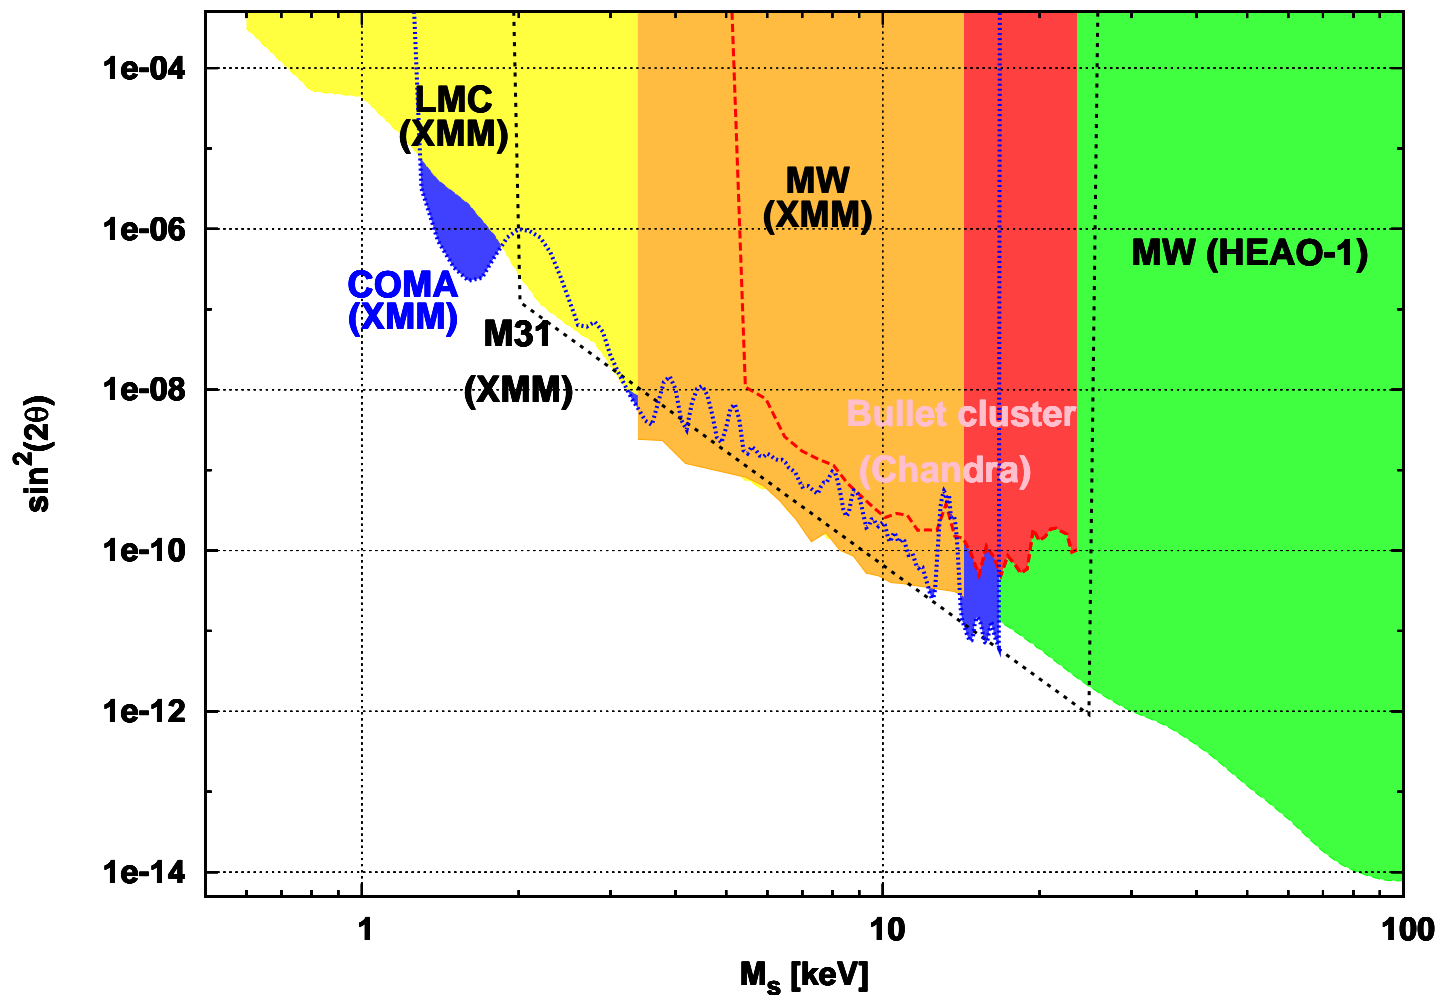 1e-04
LMC
(XMM)
MW
(XMM)
1e-06
MW (HEAO-1)
COMA
(XMM)
M31
(XMM)
1e-08
Bullet cluster
(Chandra)
sin²(2θ)
1e-10
1e-12
1e-14
1
10
100
Mₛ [keV]